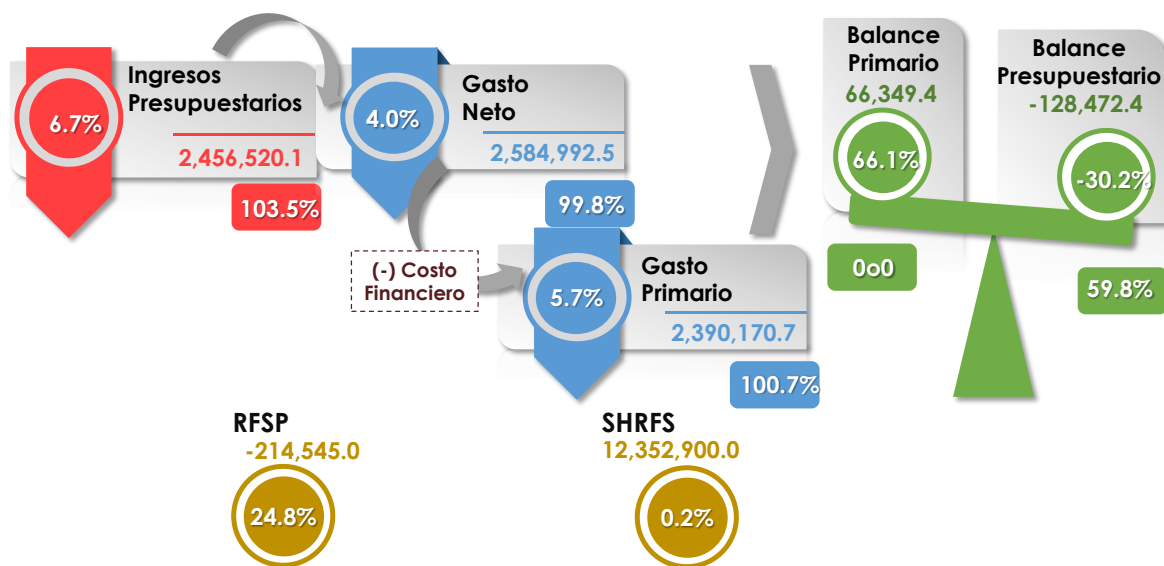 Ingresos
Presupuestarios
6.7%
2,456,520.1
103.5%
Gasto
Neto
4.0%
2,584,992.5
99.8%
(-) Costo
Financiero
Gasto
Primario
5.7%
2,390,170.7
100.7%
Balance
Primario
66,349.4
66.1%
0o0
Balance
Presupuestario
-128,472.4
-30.2%
59.8%
RFSP
-214,545.0
24.8%
SHRFS
12,352,900.0
0.2%